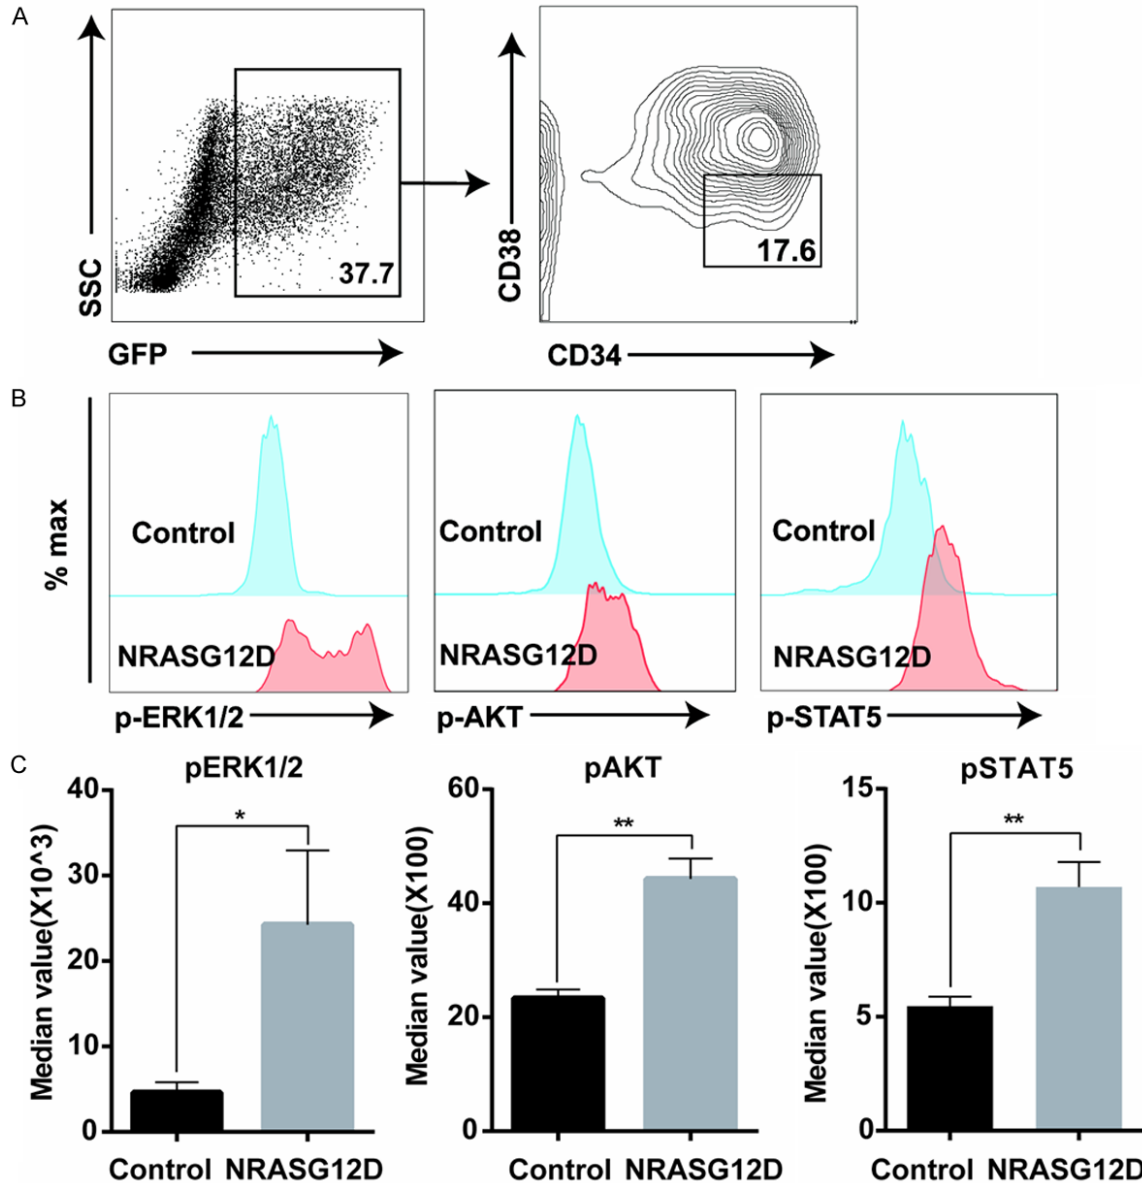 A
SSC
37.7
GFP
CD38
17.6
CD34
B
% max
Control
NRASG12D
p-ERK1/2
Control
NRASG12D
p-AKT
Control
NRASG12D
p-STAT5
C
pERK1/2
Median value(X10^3)
40
30
20
10
0
*
Control NRASG12D
pAKT
Median value(X100)
60
40
20
0
**
Control NRASG12D
pSTAT5
Median value(X100)
15
10
5
0
**
Control NRASG12D